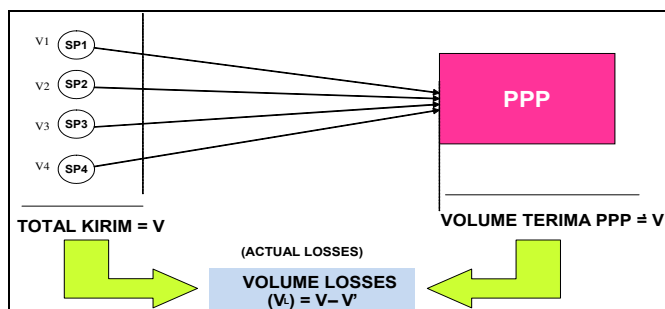 V1 SP1
V2 SP2
V3 SP3
V4 SP4
PPP
TOTAL KIRIM = V
VOLUME TERIMA PPP = V'
(ACTUAL LOSSES)
VOLUME LOSSES
(VL) = V – V'